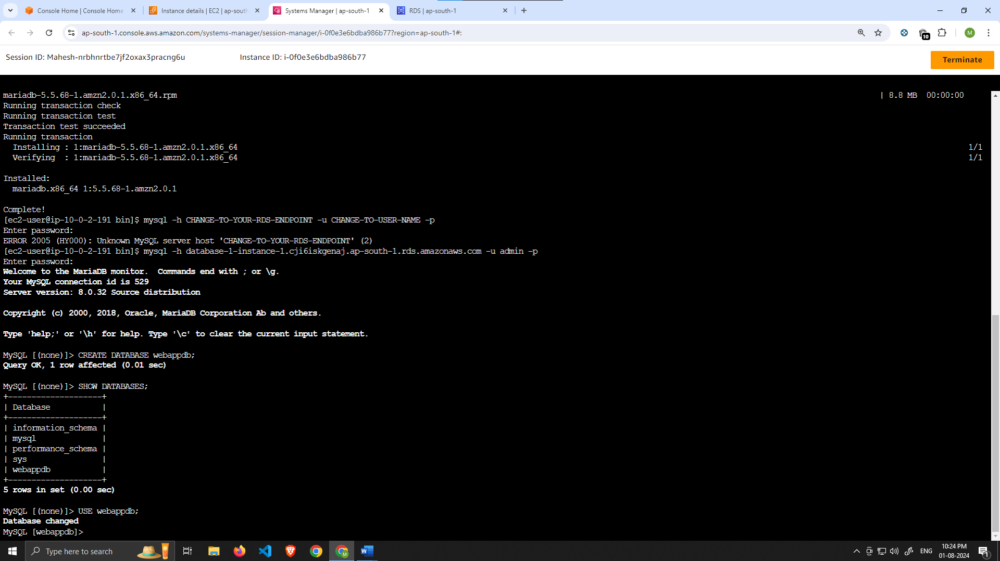 Console Home | Console Home
Instance details | EC2 | ap-south
Systems Manager | ap-south-1
RDS | ap-south-1
ap-south-1.console.aws.amazon.com/systems-manager/session-manager/i-0f0e3e6bdba986b77?region=ap-south-1#:
10
M
Session ID: Mahesh-nrbhnrtbe7jf2oxax3pracng6u
Instance ID: i-0f0e3e6bdba986b77
Terminate
mariadb-5.5.68-1.amzn2.0.1.x86_64.rpm | 8.8 MB 00:00:00
Running transaction check
Running transaction test
Transaction test succeeded
Running transaction
Installing : 1:mariadb-5.5.68-1.amzn2.0.1.x86_64 1/1
Verifying : 1:mariadb-5.5.68-1.amzn2.0.1.x86_64 1/1
Installed:
mariadb.x86_64 1:5.5.68-1.amzn2.0.1
Complete!
[ec2-user@ip-10-0-2-191 bin]$ mysql -h CHANGE-TO-YOUR-RDS-ENDPOINT -u CHANGE-TO-USER-NAME -p
Enter password:
ERROR 2005 (HY000): Unknown MySQL server host 'CHANGE-TO-YOUR-RDS-ENDPOINT' (2)
[ec2-user@ip-10-0-2-191 bin]$ mysql -h database-1-instance-1.cji6iskgenaj.ap-south-1.rds.amazonaws.com -u admin -p
Enter password:
Welcome to the MariaDB monitor.  Commands end with ; or \g.
Your MySQL connection id is 529
Server version: 8.0.32 Source distribution
Copyright (c) 2000, 2018, Oracle, MariaDB Corporation Ab and others.
Type 'help;' or '\h' for help. Type '\c' to clear the current input statement.
MySQL [(none)]> CREATE DATABASE webappdb;
Query OK, 1 row affected (0.01 sec)
MySQL [(none)]> SHOW DATABASES;
+--------------------+
| Database           |
+--------------------+
| information_schema |
| mysql              |
| performance_schema |
| sys                |
| webappdb           |
+--------------------+
5 rows in set (0.00 sec)
MySQL [(none)]> USE webappdb;
Database changed
MySQL [webappdb]>
Type here to search
M
W
ENG
10:24 PM
01-08-2024
1